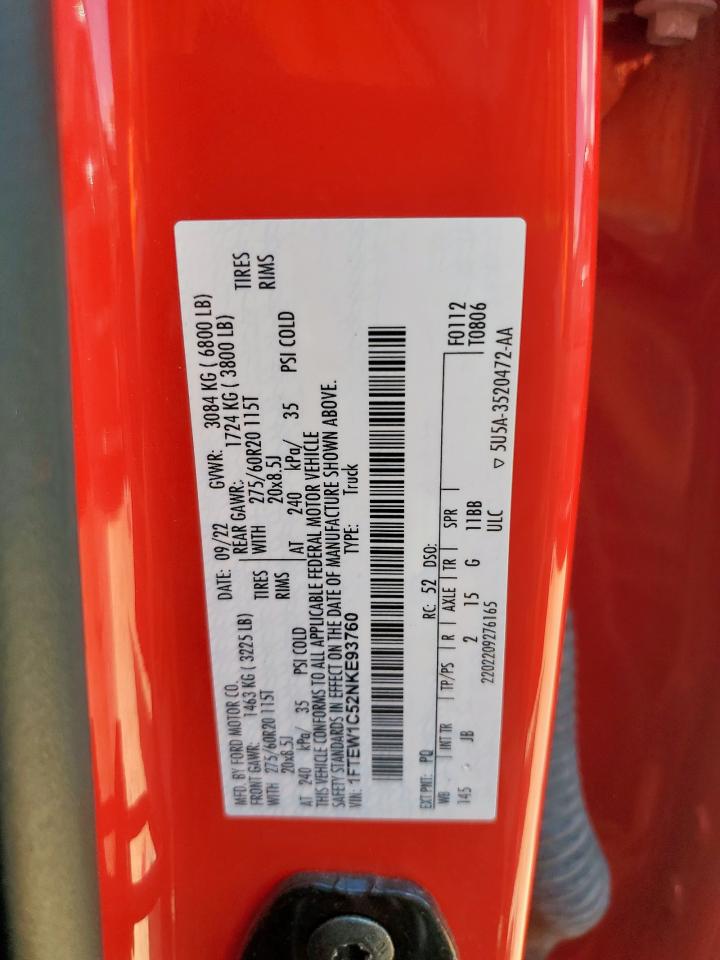 MFD. BY FORD MOTOR CO.
DATE: 09/22 GVWR: 3084 KG ( 6800 LB)
FRONT GAWR: 1463 KG ( 3225 LB)
REAR GAWR: 1724 KG ( 3800 LB)
WITH 275/60R20 115T TIRES
WITH 275/60R20 115T TIRES
20x8.5J RIMS
20x8.5J RIMS
AT 240 kPa/ 35 PSI COLD
AT 240 kPa/ 35 PSI COLD
THIS VEHICLE CONFORMS TO ALL APPLICABLE FEDERAL MOTOR VEHICLE
SAFETY STANDARDS IN EFFECT ON THE DATE OF MANUFACTURE SHOWN ABOVE.
VIN: 1FTEW1C52NKE93760 TYPE: Truck
EXT PNT: PQ RC: 52 DSO: F0112
WB INT TR TP/PS R AXLE TR SPR T0806
145 JB 2 15 G 11BB
2202209276165 ULC ▽ 5U5A-3520472-AA